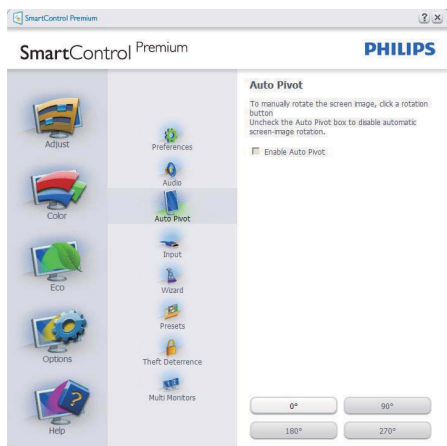 SmartControl Premium
SmartControl Premium
PHILIPS
Adjust
Color
Eco
Options
Help
Preferences
Audio
Auto Pivot
Input
Wizard
Presets
Theft Deterrence
Multi Monitors
Auto Pivot
To manually rotate the screen image, click a rotation
button
Uncheck the Auto Pivot box to disable automatic
screen-image rotation.
Enable Auto Pivot
0°
90°
180°
270°